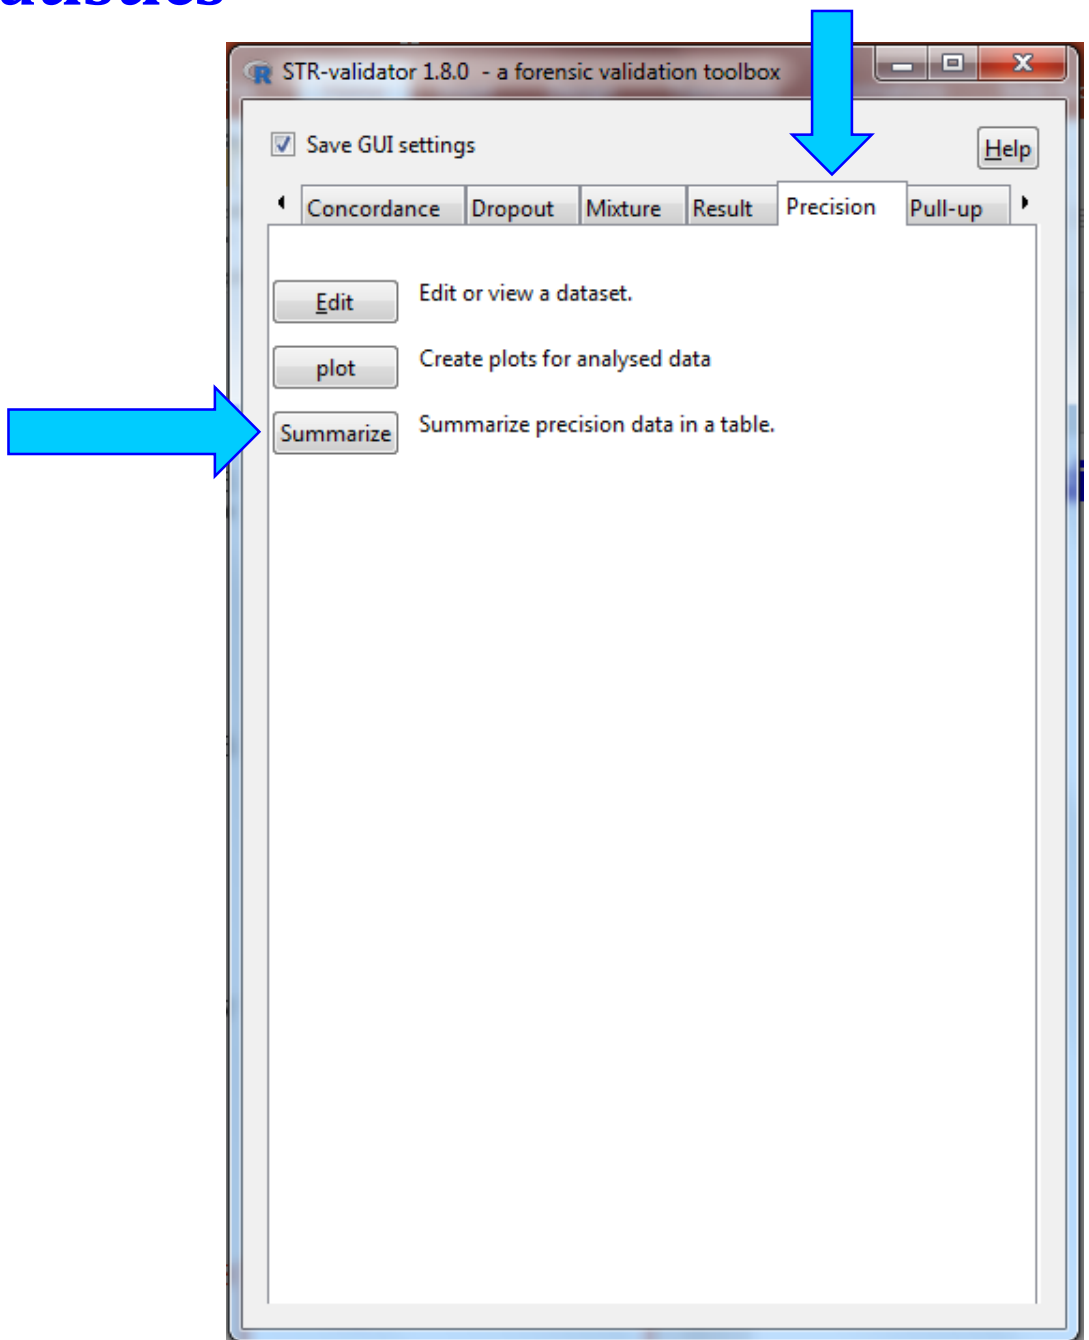 STR-validator 1.8.0 - a forensic validation toolbox
Save GUI settings
Help
Concordance Dropout Mixture Result Precision Pull-up
Edit Edit or view a dataset.
plot Create plots for analysed data
Summarize Summarize precision data in a table.